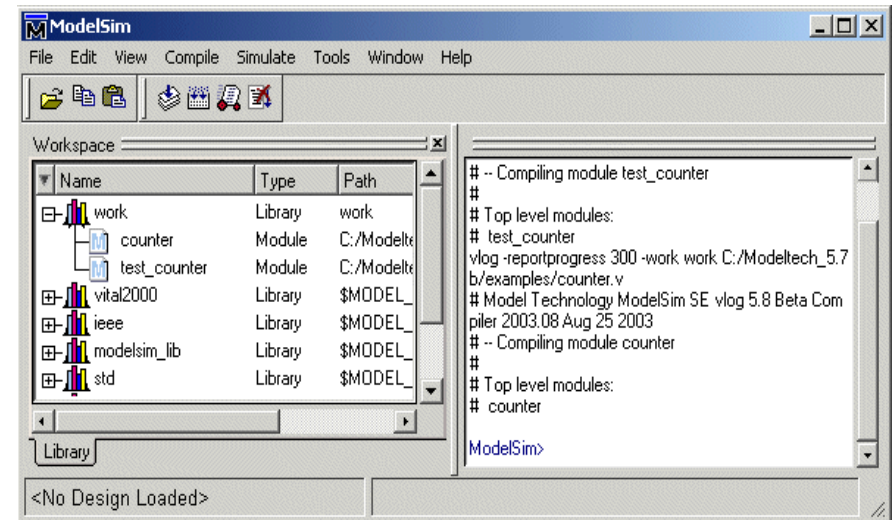 ModelSim
File Edit View Compile Simulate Tools Window Help
Workspace
Name Type Path
work Library work
counter Module C:/Modelte
test_counter Module C:/Modelte
vital2000 Library $MODEL_
ieee Library $MODEL_
modelsim_lib Library $MODEL_
std Library $MODEL_
Library
# -- Compiling module test_counter
#
# Top level modules:
# test_counter
vlog -reportprogress 300 -work work C:/Modeltech_5.7
b/examples/counter.v
# Model Technology ModelSim SE vlog 5.8 Beta Com
piler 2003.08 Aug 25 2003
# -- Compiling module counter
#
# Top level modules:
# counter
ModelSim>
<No Design Loaded>